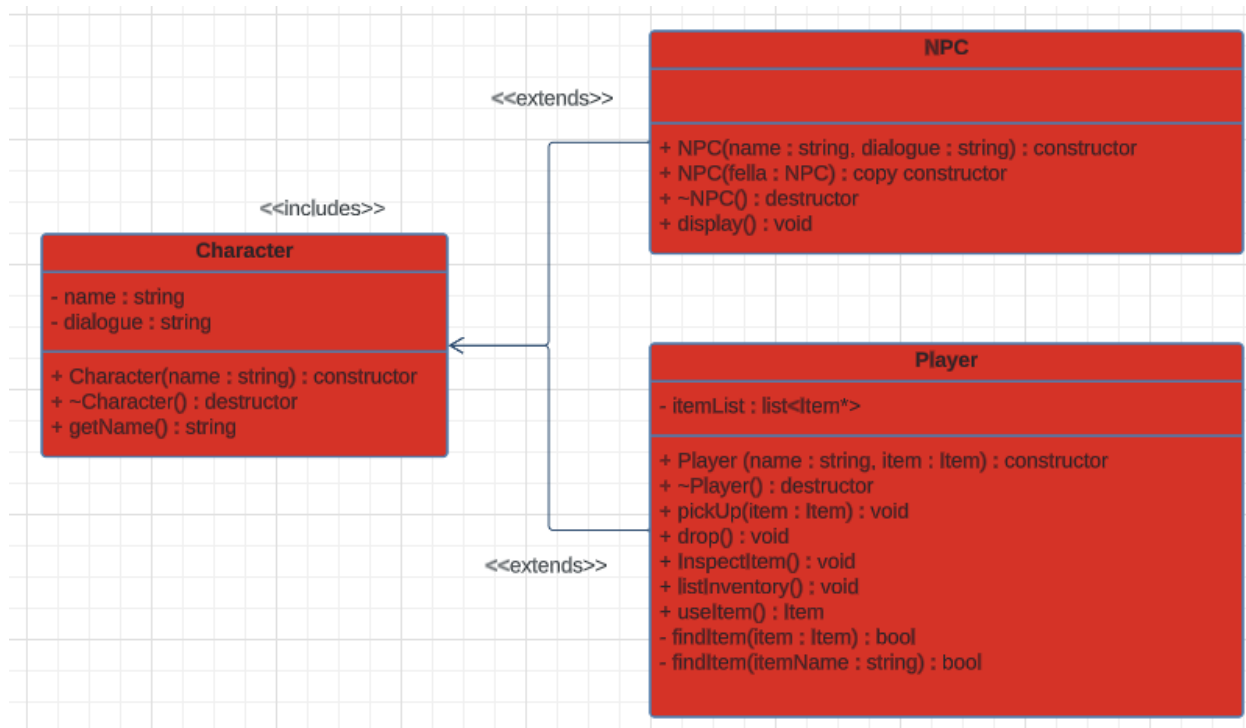 NPC
<<extends>>
+ NPC(name : string, dialogue : string) : constructor
+ NPC(fella : NPC) : copy constructor
+ ~NPC() : destructor
+ display() : void
<<includes>>
Character
- name : string
- dialogue : string
+ Character(name : string) : constructor
+ ~Character() : destructor
+ getName() : string
Player
- itemList : list<Item*>
+ Player (name : string, item : Item) : constructor
+ ~Player() : destructor
+ pickUp(item : Item) : void
+ drop() : void
+ InspectItem() : void
+ listInventory() : void
+ useItem() : Item
- findItem(item : Item) : bool
- findItem(itemName : string) : bool
<<extends>>